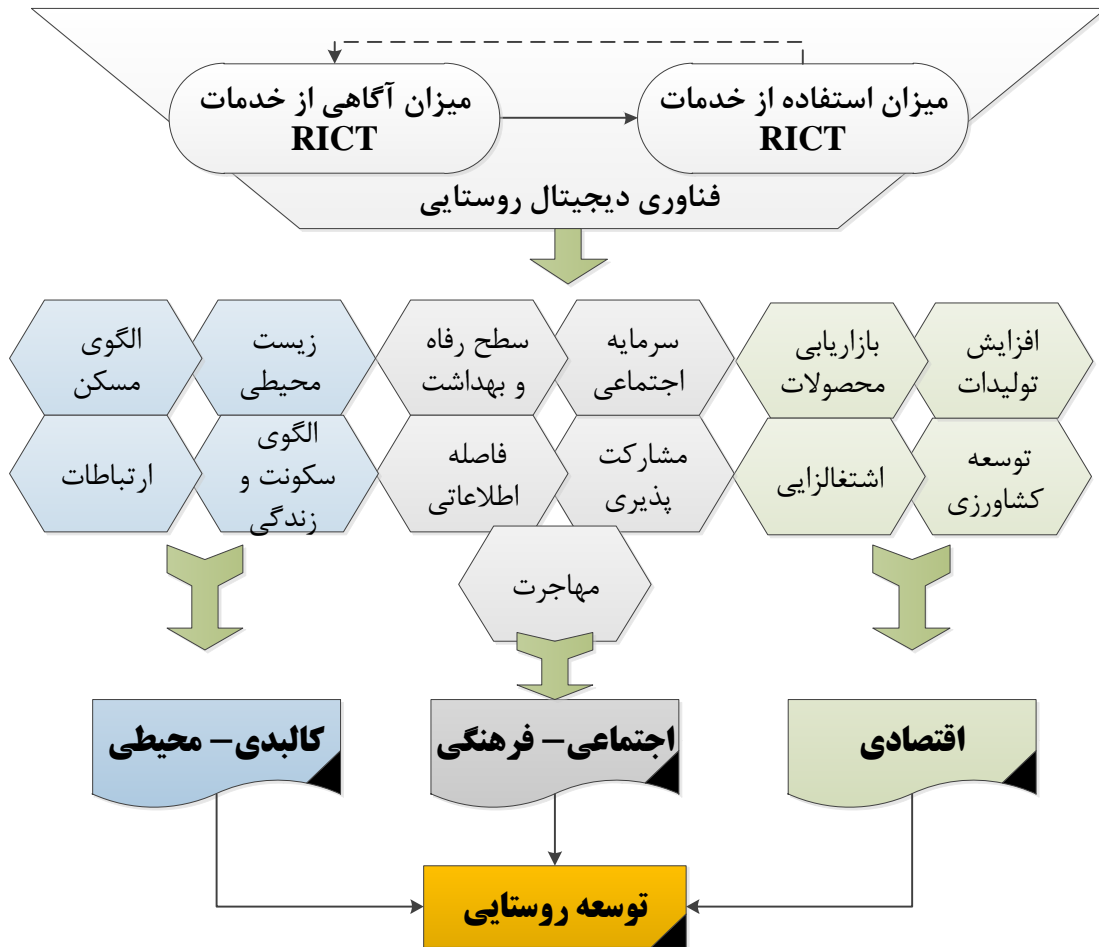 میزان استفاده از خدمات
RICT
میزان آگاهی از خدمات
RICT
فناوری دیجیتال روستایی
افزایش
تولیدات
بازاریابی
محصولات
توسعه
کشاورزی
اشتغالزایی
سرمایه
اجتماعی
سطح رفاه
و بهداشت
مشارکت
پذیری
فاصله
اطلاعاتی
مهاجرت
زیست
محیطی
الگوی
مسکن
الگوی
سکونت و
زندگی
ارتباطات
اقتصادی
اجتماعی- فرهنگی
کالبدی- محیطی
توسعه روستایی